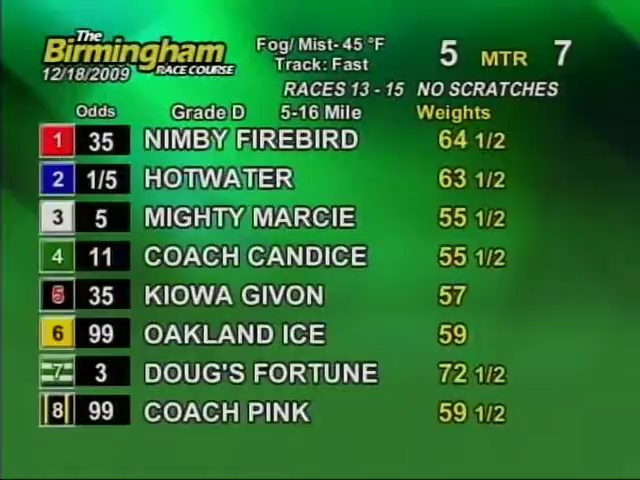 The
Birmingham
RACE COURSE
12/18/2009
Fog/ Mist- 45 °F
Track: Fast
5 MTR 7
RACES 13 - 15 NO SCRATCHES
Odds Grade D 5-16 Mile Weights
1 35 NIMBY FIREBIRD 64 1/2
2 1/5 HOTWATER 63 1/2
3 5 MIGHTY MARCIE 55 1/2
4 11 COACH CANDICE 55 1/2
5 35 KIOWA GIVON 57
6 99 OAKLAND ICE 59
7 3 DOUG'S FORTUNE 72 1/2
8 99 COACH PINK 59 1/2